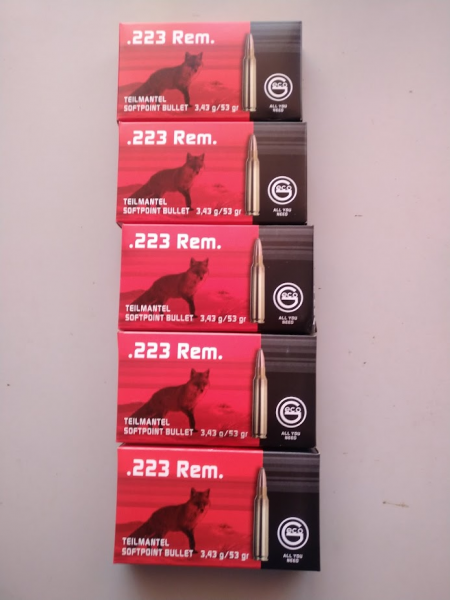 .223 Rem.
TEILMANTEL
SOFTPOINT BULLET 3,43 g/53 gr
Geco
ALL YOU
NEED
.223 Rem.
TEILMANTEL
SOFTPOINT BULLET 3,43 g/53 gr
Geco
ALL YOU
NEED
.223 Rem.
TEILMANTEL
SOFTPOINT BULLET 3,43 g/53 gr
Geco
ALL YOU
NEED
.223 Rem.
TEILMANTEL
SOFTPOINT BULLET 3,43 g/53 gr
Geco
ALL YOU
NEED
.223 Rem.
TEILMANTEL
SOFTPOINT BULLET 3,43 g/53 gr
Geco
ALL YOU
NEED